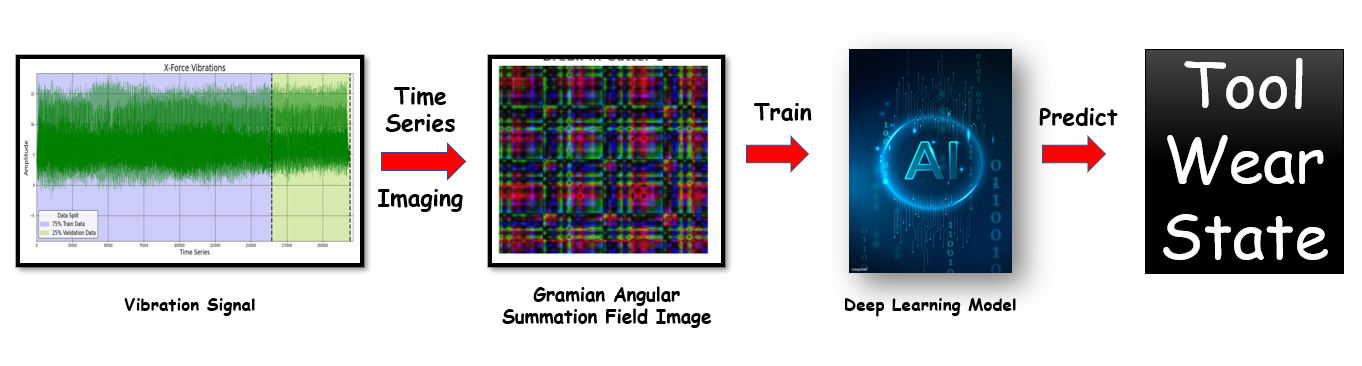 X-Force Vibrations
Amplitude
Data Split
75% Train Data
25% Validation Data
Time Series
Vibration Signal
Time
Series
Imaging
Gramian Angular
Summation Field Image
Train
AI
Deep Learning Model
Predict
Tool
Wear
State